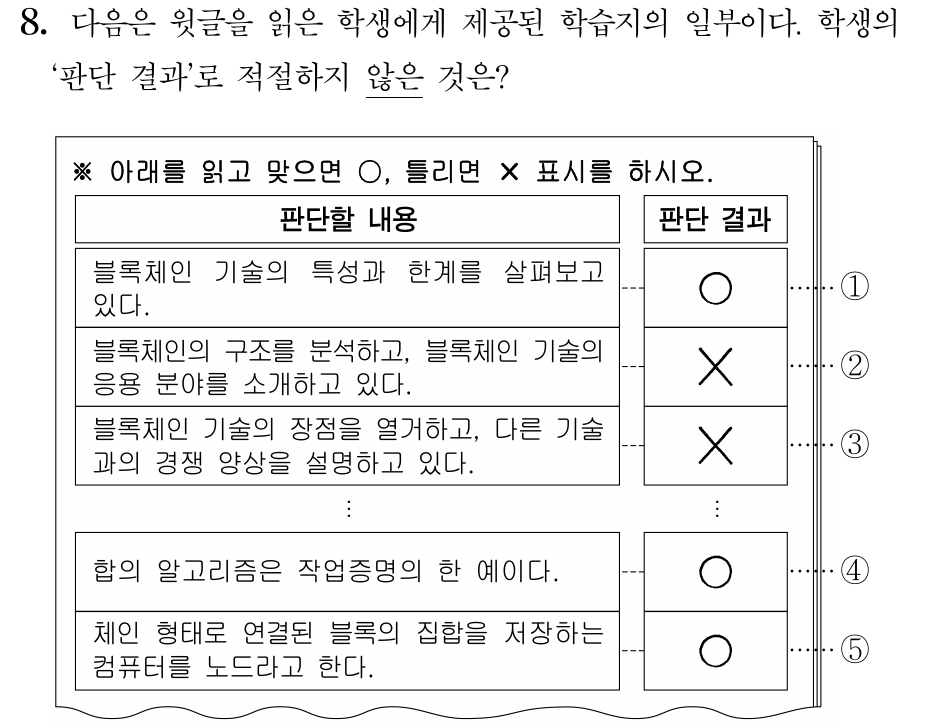 8. 다음은 윗글을 읽은 학생에게 제공된 학습지의 일부이다. 학생의
‘판단 결과’로 적절하지 않은 것은?
※ 아래를 읽고 맞으면 ○, 틀리면 × 표시를 하시오.
판단할 내용 판단 결과
블록체인 기술의 특성과 한계를 살펴보고
있다.
○ ①
블록체인의 구조를 분석하고, 블록체인 기술의
응용 분야를 소개하고 있다.
× ②
블록체인 기술의 장점을 열거하고, 다른 기술
과의 경쟁 양상을 설명하고 있다.
× ③
⋮ ⋮
합의 알고리즘은 작업증명의 한 예이다.
○ ④
체인 형태로 연결된 블록의 집합을 저장하는
컴퓨터를 노드라고 한다.
○ ⑤